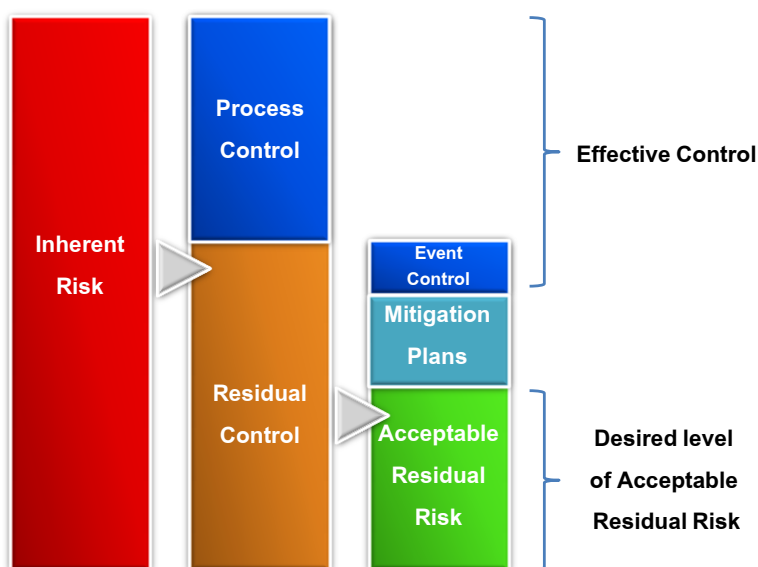 Inherent
Risk
Process
Control
Residual
Control
Event
Control
Mitigation
Plans
Acceptable
Residual
Risk
Effective Control
Desired level
of Acceptable
Residual Risk